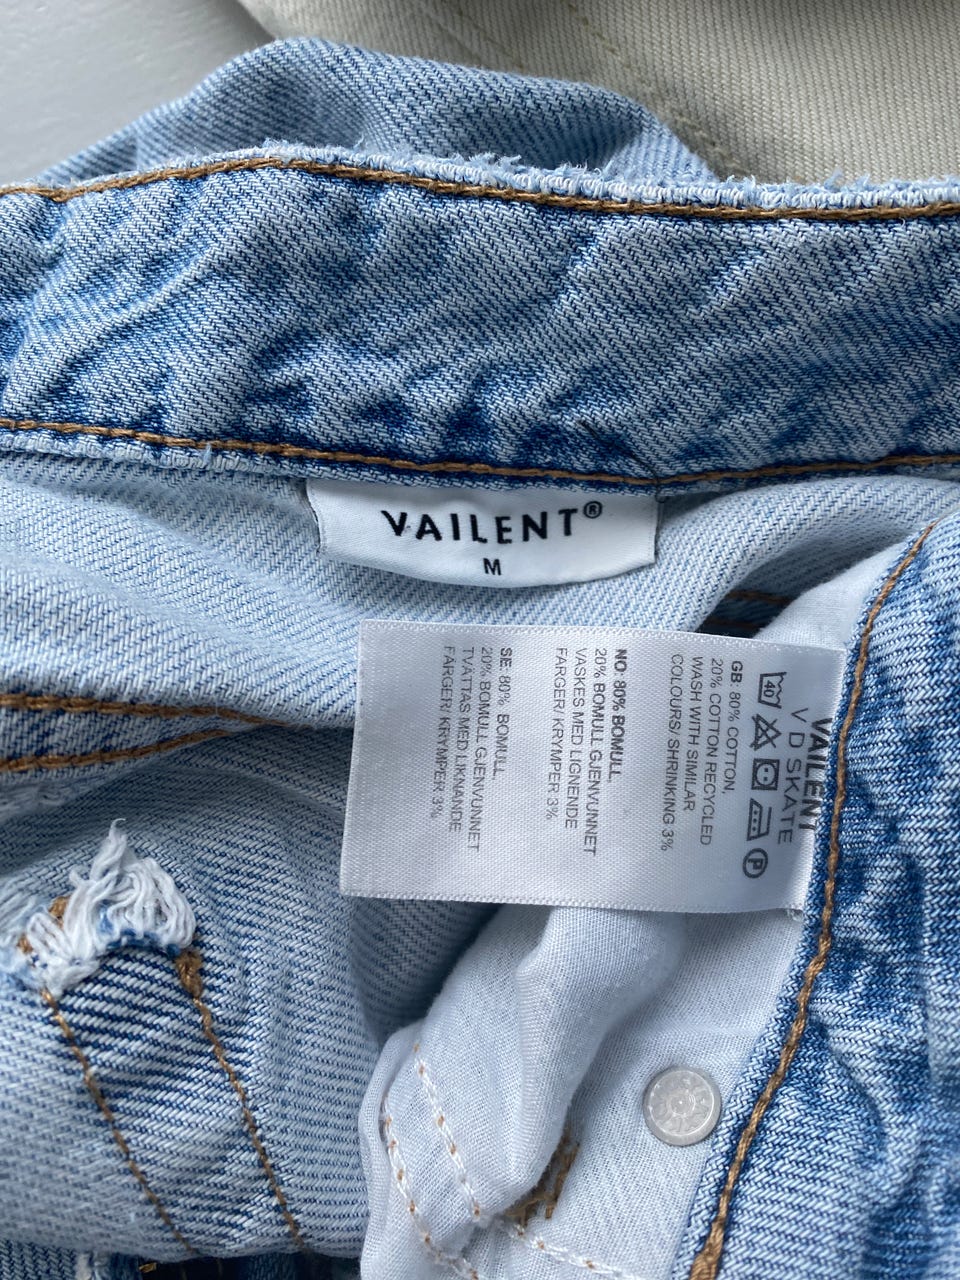 VAILENT®
M
VAILENT
V D SKATE
40
P
GB: 80% COTTON,
20% COTTON RECYCLED
WASH WITH SIMILAR
COLOURS/ SHRINKING 3%
NO: 80% BOMULL.
20% BOMULL GJENVUNNET
VASKES MED LIGNENDE
FARGER/ KRYMPER 3%
SE: 80% BOMULL.
20% BOMULL GJENVUNNET
TVÄTTAS MED LIKNANDE
FÄRGER/ KRYMPER 3%